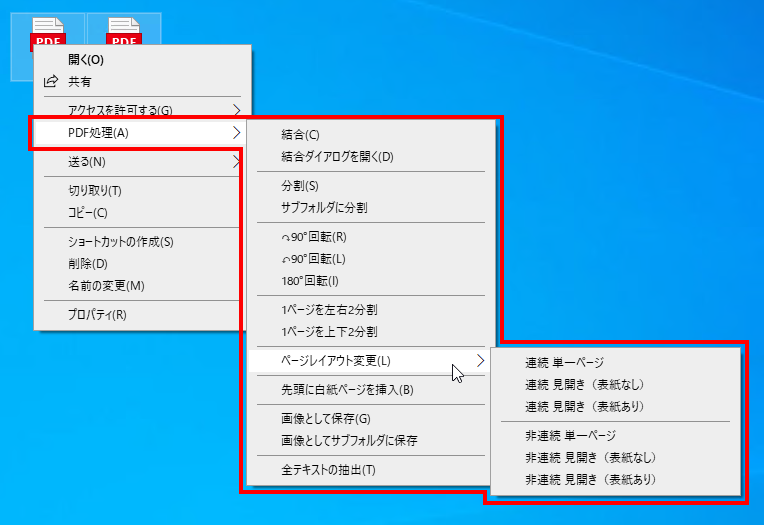 PDF
PDF
開く(O)
共有
アクセスを許可する(G)
PDF処理(A)
送る(N)
切り取り(T)
コピー(C)
ショートカットの作成(S)
削除(D)
名前の変更(M)
プロパティ(R)
結合(C)
結合ダイアログを開く(D)
分割(S)
サブフォルダに分割
↷90°回転(R)
↶90°回転(L)
180°回転(I)
1ページを左右2分割
1ページを上下2分割
ページレイアウト変更(L)
先頭に白紙ページを挿入(B)
画像として保存(G)
画像としてサブフォルダに保存
全テキストの抽出(T)
連続 単一ページ
連続 見開き（表紙なし）
連続 見開き（表紙あり）
非連続 単一ページ
非連続 見開き（表紙なし）
非連続 見開き（表紙あり）